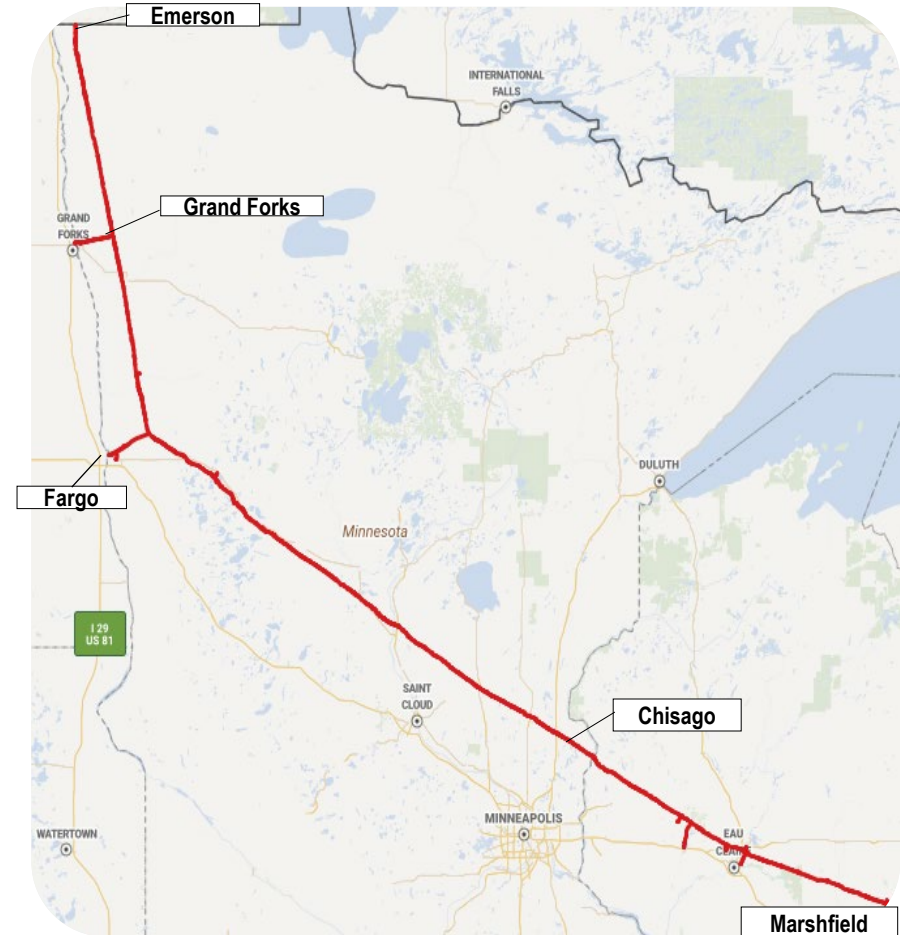 Emerson
INTERNATIONAL
FALLS
Grand Forks
GRAND
FORKS
DULUTH
Fargo
Minnesota
I 29
US 81
SAINT
CLOUD
Chisago
MINNEAPOLIS
WATERTOWN
EAU
CLAIRE
Marshfield